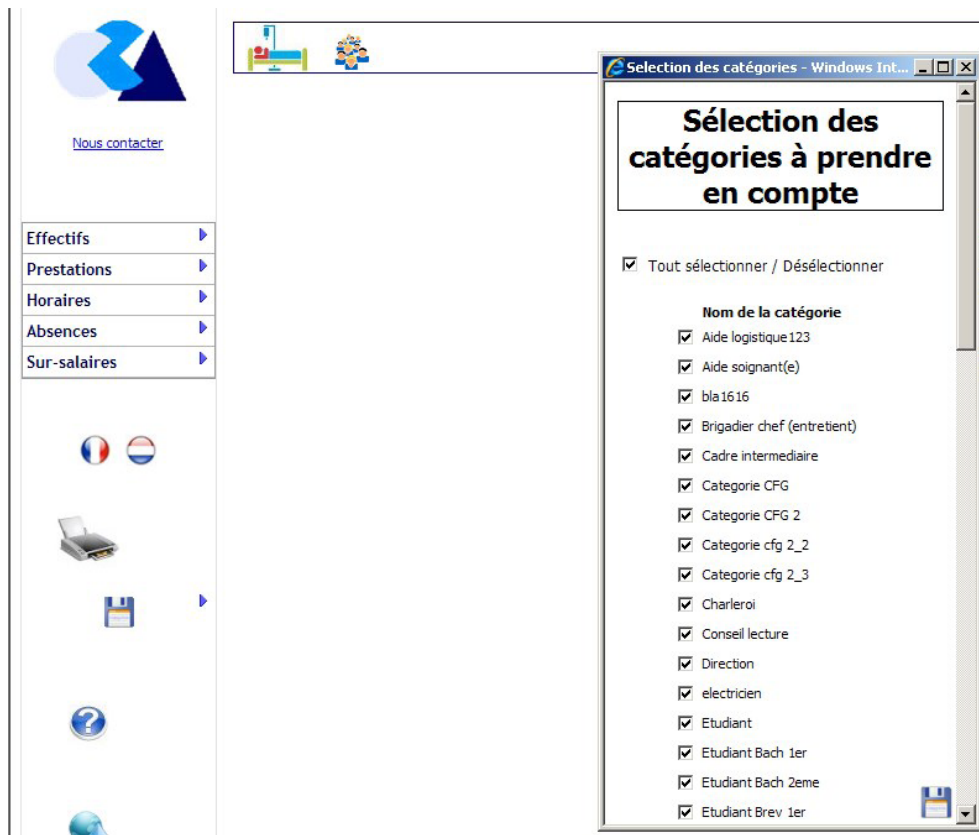 Nous contacter
Effectifs
Prestations
Horaires
Absences
Sur-salaires
Selection des catégories - Windows Int...
Sélection des
catégories à prendre
en compte
Tout sélectionner / Désélectionner
Nom de la catégorie
Aide logistique123
Aide soignant(e)
bla1616
Brigadier chef (entretient)
Cadre intermediaire
Categorie CFG
Categorie CFG 2
Categorie cfg 2_2
Categorie cfg 2_3
Charleroi
Conseil lecture
Direction
electricien
Etudiant
Etudiant Bach 1er
Etudiant Bach 2eme
Etudiant Brev 1er